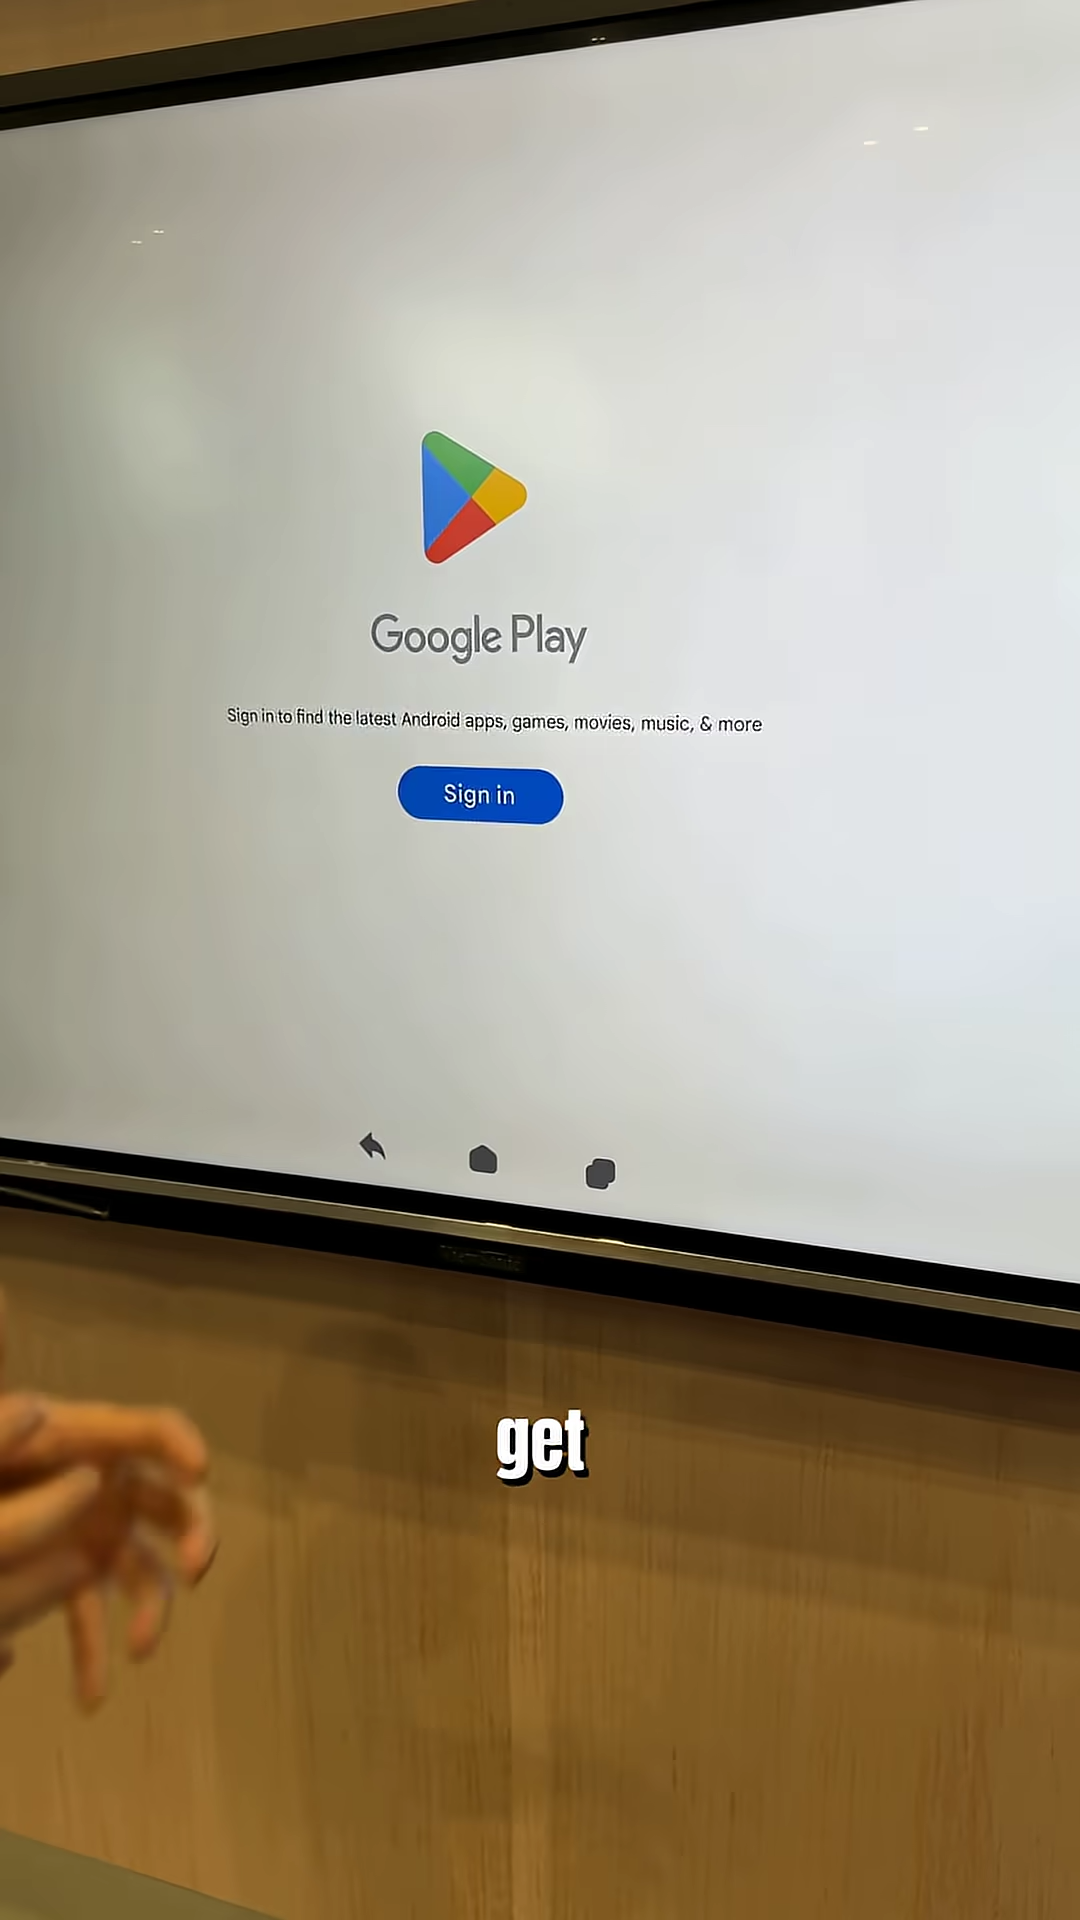 Google Play
Sign in to find the latest Android apps, games, movies, music, & more
Sign in
get